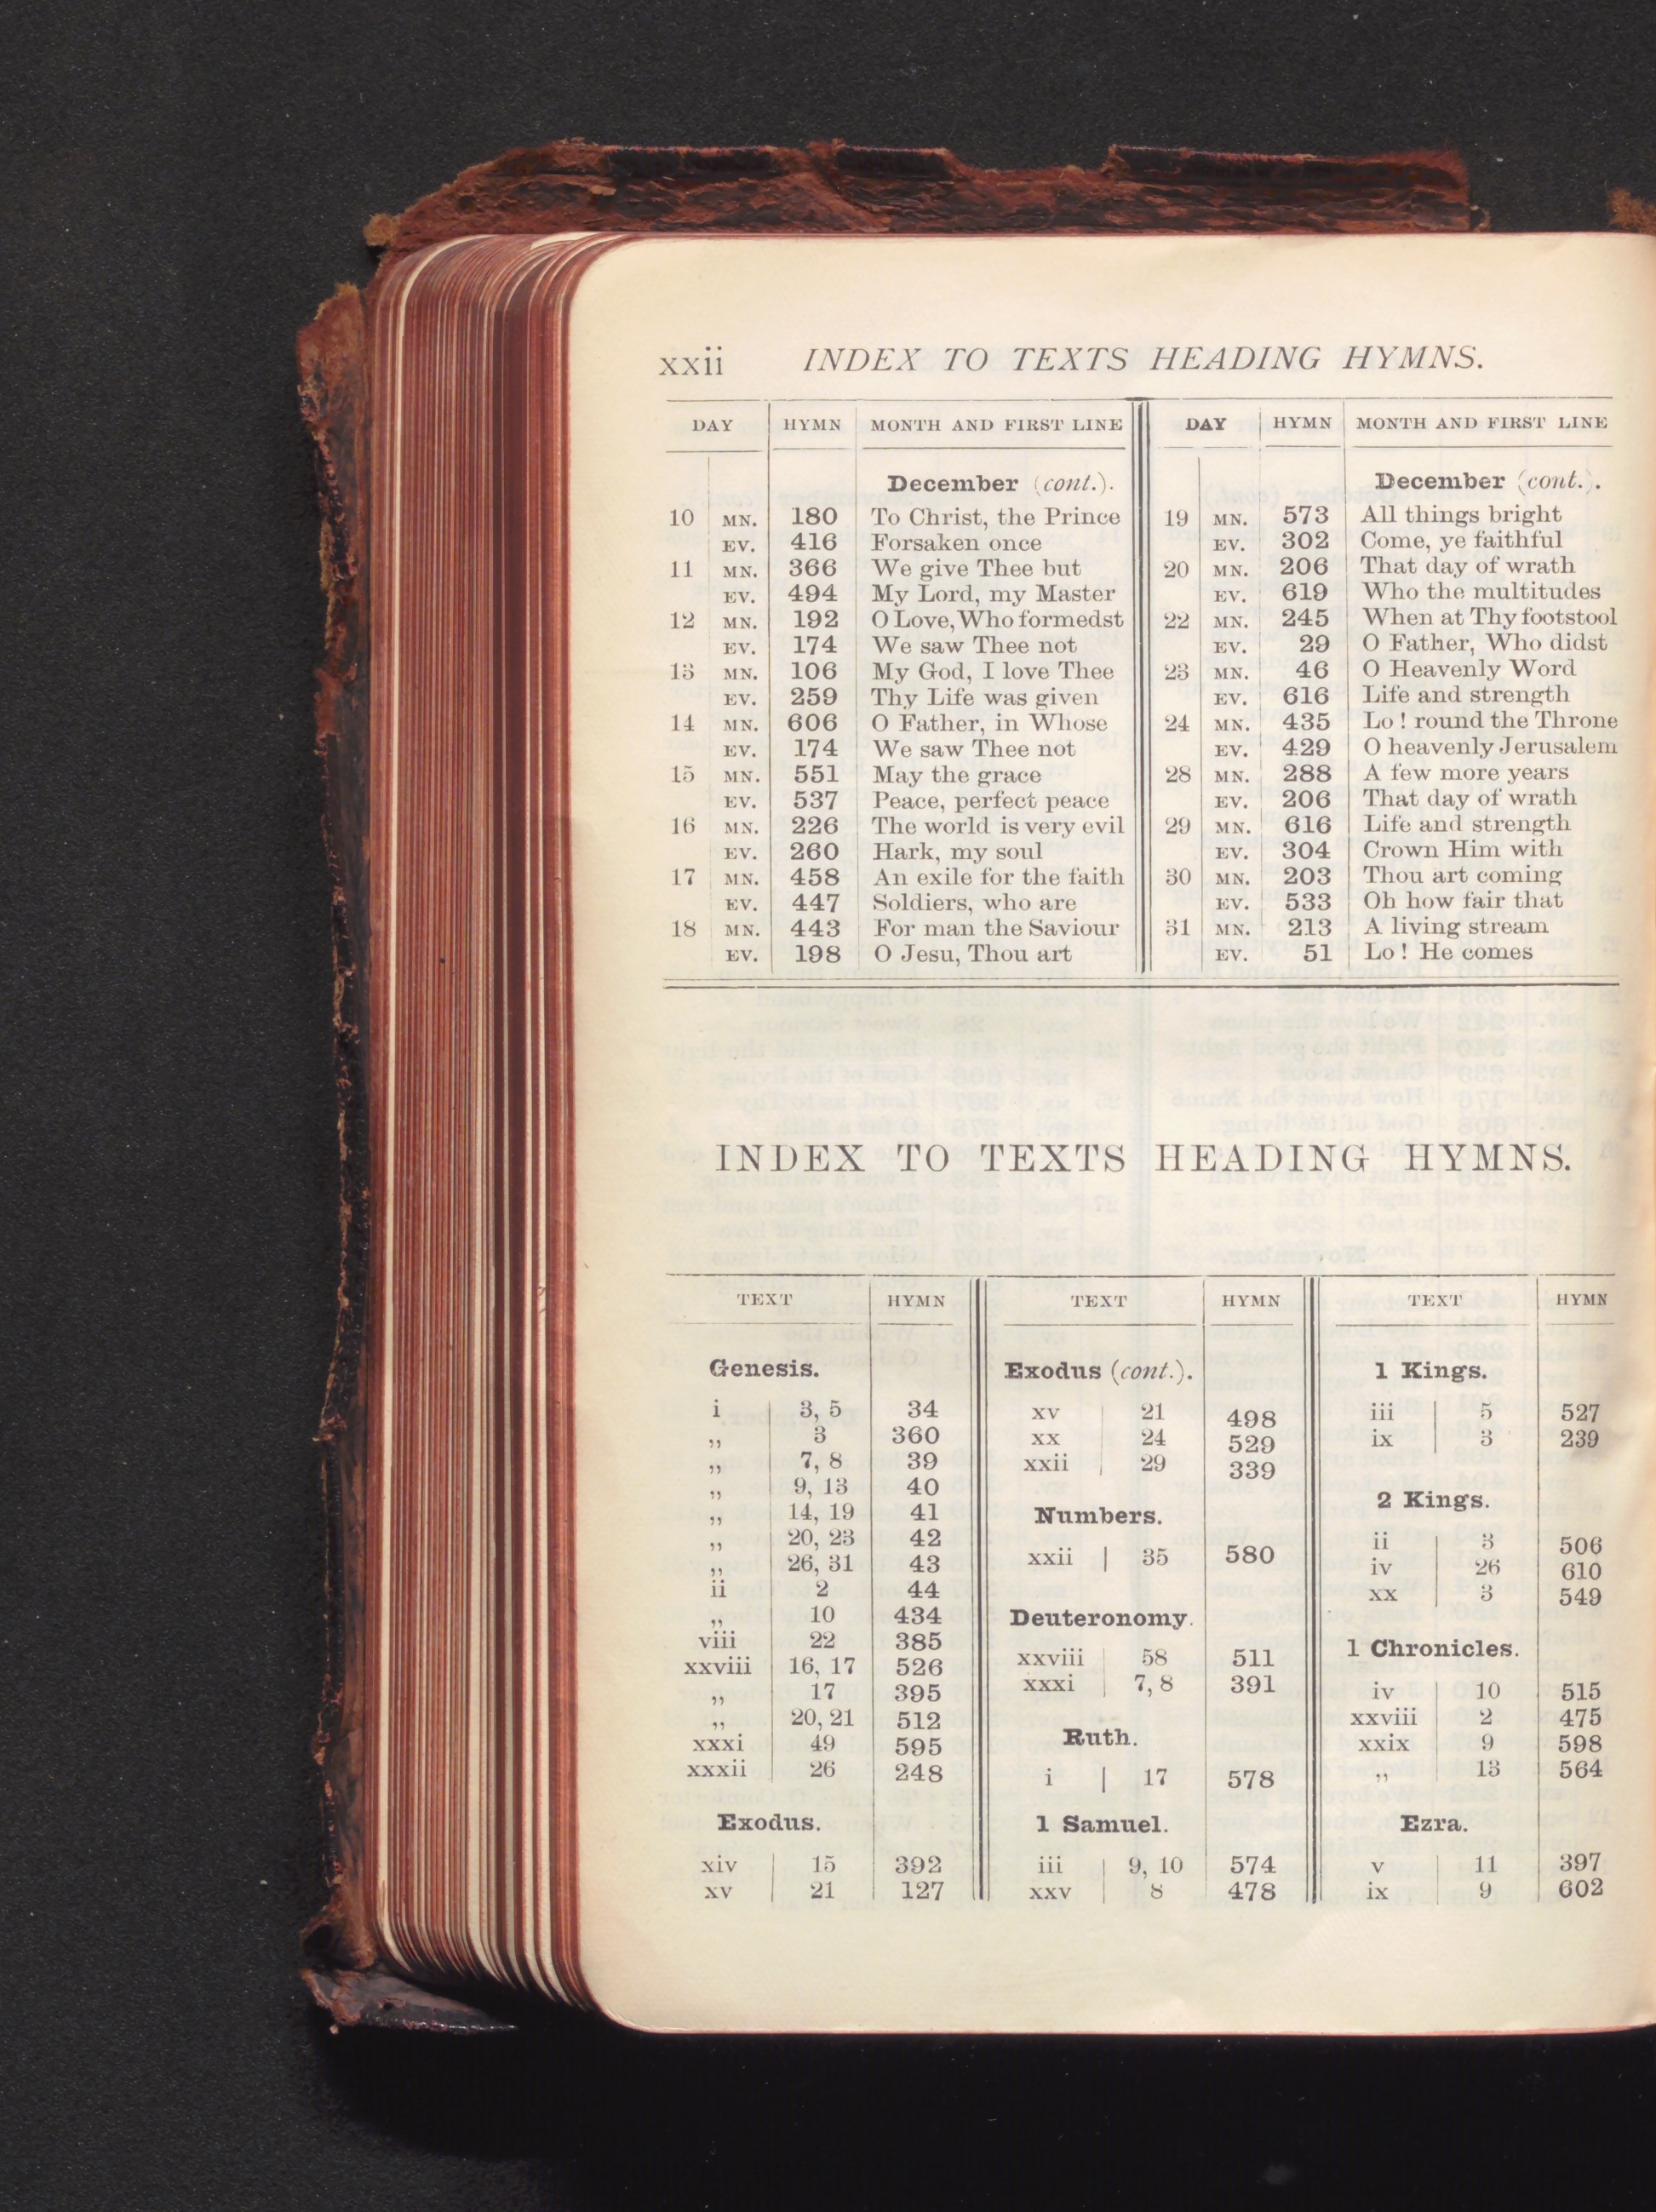 xxii INDEX TO TEXTS HEADING HYMNS.
DAY HYMN MONTH AND FIRST LINE
December (cont.).
10 MN. 180 To Christ, the Prince
EV. 416 Forsaken once
11 MN. 366 We give Thee but
EV. 494 My Lord, my Master
12 MN. 192 O Love, Who formedst
EV. 174 We saw Thee not
13 MN. 106 My God, I love Thee
EV. 259 Thy Life was given
14 MN. 606 O Father, in Whose
EV. 174 We saw Thee not
15 MN. 551 May the grace
EV. 537 Peace, perfect peace
16 MN. 226 The world is very evil
EV. 260 Hark, my soul
17 MN. 458 An exile for the faith
EV. 447 Soldiers, who are
18 MN. 443 For man the Saviour
EV. 198 O Jesu, Thou art
DAY HYMN MONTH AND FIRST LINE
December (cont.).
19 MN. 573 All things bright
EV. 302 Come, ye faithful
20 MN. 206 That day of wrath
EV. 619 Who the multitudes
22 MN. 245 When at Thy footstool
EV. 29 O Father, Who didst
23 MN. 46 O Heavenly Word
EV. 616 Life and strength
24 MN. 435 Lo! round the Throne
EV. 429 O heavenly Jerusalem
28 MN. 288 A few more years
EV. 206 That day of wrath
29 MN. 616 Life and strength
EV. 304 Crown Him with
30 MN. 203 Thou art coming
EV. 533 Oh how fair that
31 MN. 213 A living stream
EV. 51 Lo! He comes
INDEX TO TEXTS HEADING HYMNS.
TEXT HYMN
Genesis.
i 3, 5 34
,, 3 360
,, 7, 8 39
,, 9, 13 40
,, 14, 19 41
,, 20, 23 42
,, 26, 31 43
ii 2 44
,, 10 434
viii 22 385
xxviii 16, 17 526
,, 17 395
,, 20, 21 512
xxxi 49 595
xxxii 26 248
Exodus.
xiv 15 392
xv 21 127
TEXT HYMN
Exodus (cont.).
xv 21 498
xx 24 529
xxii 29 339
Numbers.
xxii 35 580
Deuteronomy.
xxviii 58 511
xxxi 7, 8 391
Ruth.
i 17 578
1 Samuel.
iii 9, 10 574
xxv 8 478
TEXT HYMN
1 Kings.
iii 5 527
ix 3 239
2 Kings.
ii 3 506
iv 26 610
xx 3 549
1 Chronicles.
iv 10 515
xxviii 2 475
xxix 9 598
,, 13 564
Ezra.
v 11 397
ix 9 602